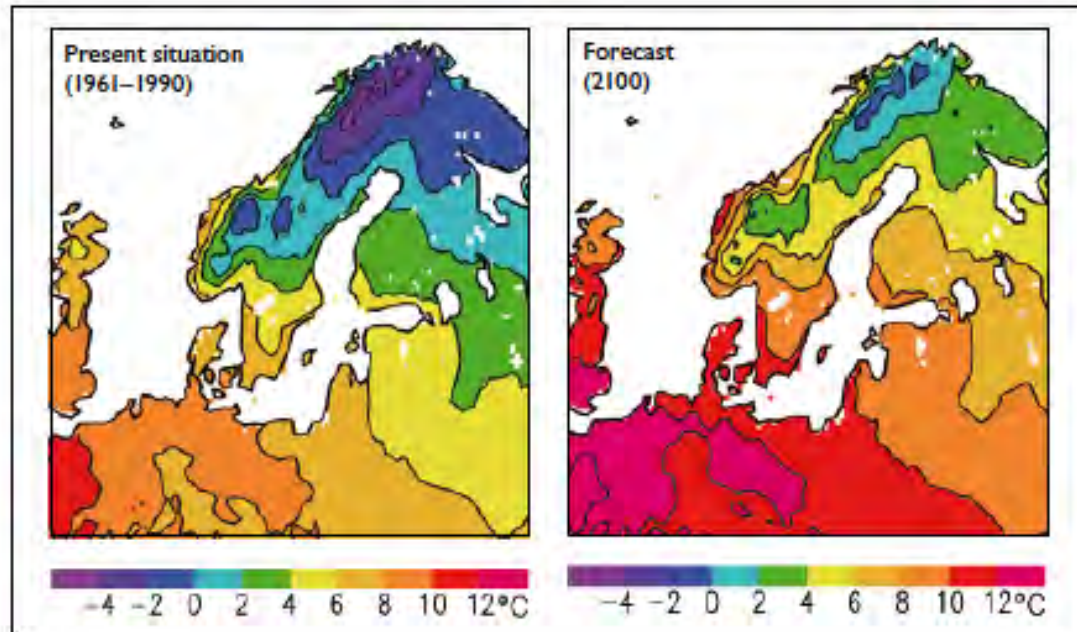 Present situation
(1961–1990)
Forecast
(2100)
−4 −2 0 2 4 6 8 10 12°C
−4 −2 0 2 4 6 8 10 12°C